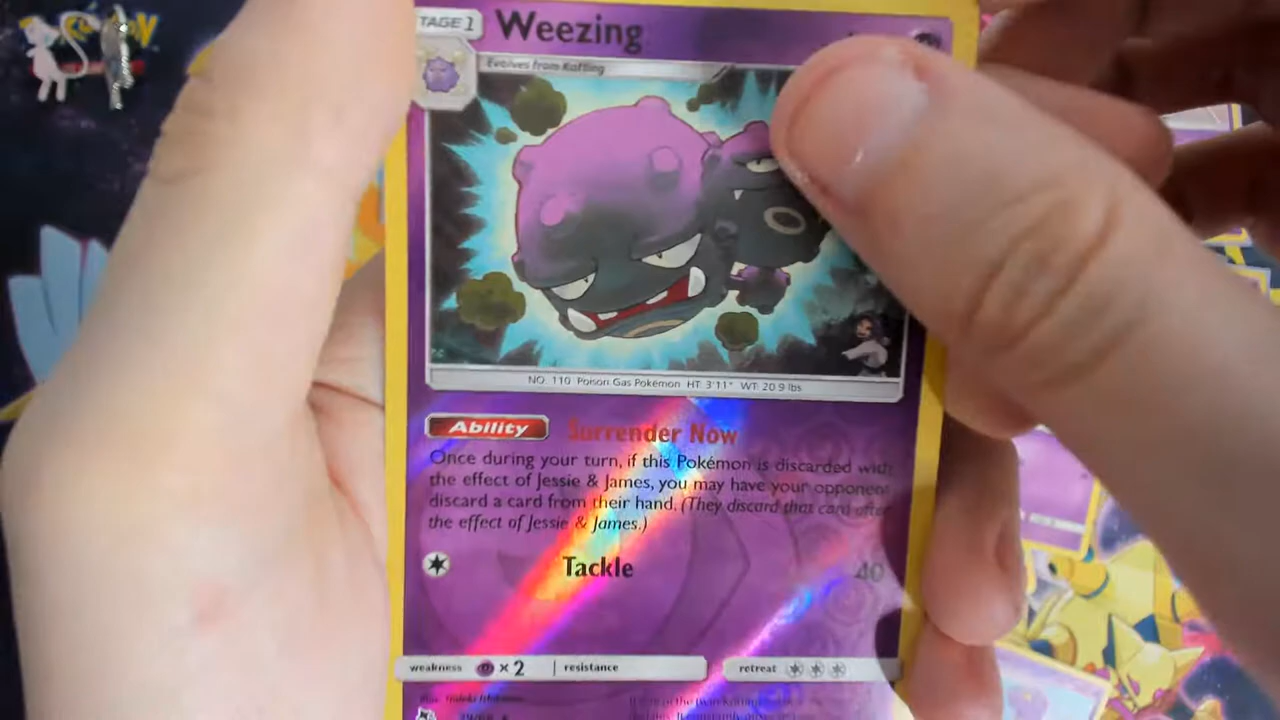 TAGE 1
Weezing
Evolves from Koffing
NO. 110 Poison Gas Pokémon HT: 3'11" WT: 20.9 lbs
Ability Surrender Now
Once during your turn, if this Pokémon is discarded with
the effect of Jessie & James, you may have your opponent
discard a card from their hand. (They discard that card after
the effect of Jessie & James.)
Tackle 40
weakness ×2 resistance retreat